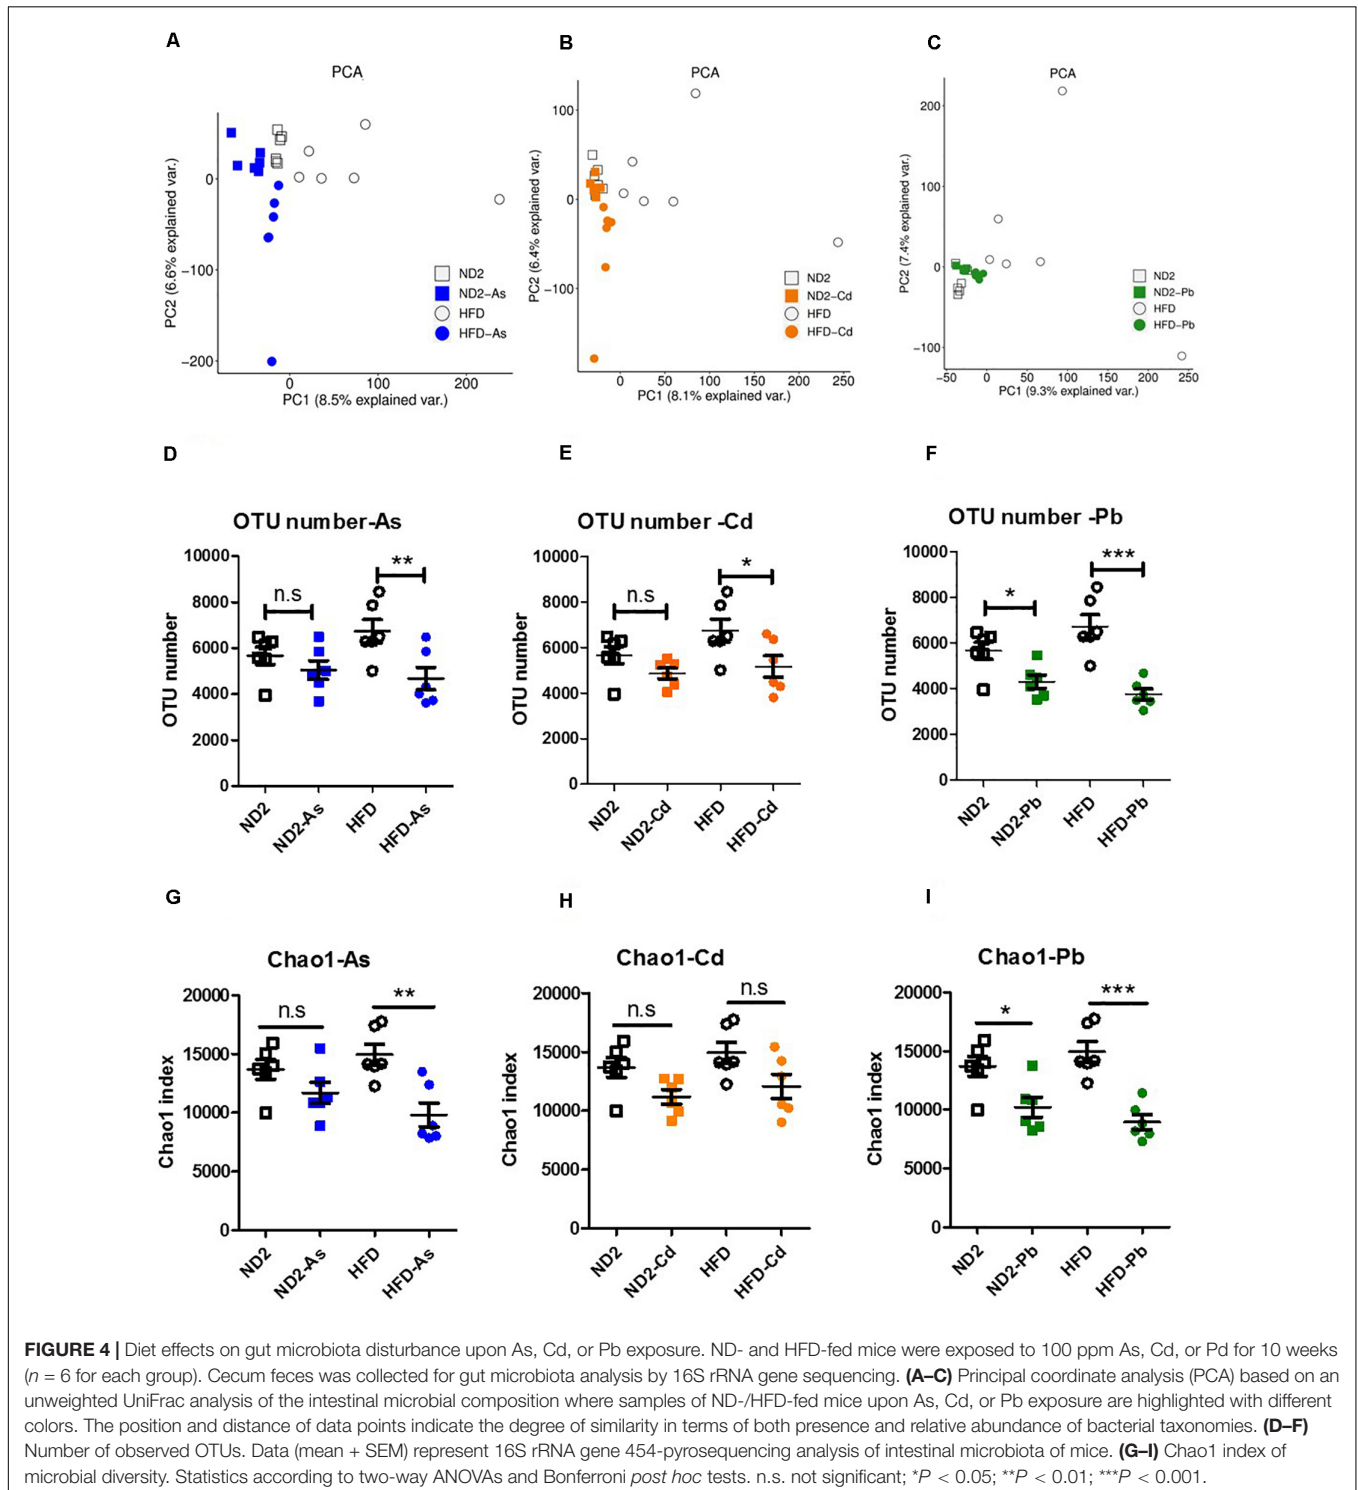 A
B
C
PCA
PCA
PCA
100
0
−100
−200
PC2 (6.6% explained var.)
0
100
200
PC1 (8.5% explained var.)
ND2
ND2−As
HFD
HFD−As
100
0
−100
PC2 (6.4% explained var.)
0
50
100
150
200
250
PC1 (8.1% explained var.)
ND2
ND2−Cd
HFD
HFD−Cd
200
100
0
−100
PC2 (7.4% explained var.)
−50
0
50
100
150
200
250
PC1 (9.3% explained var.)
ND2
ND2−Pb
HFD
HFD−Pb
D
E
F
OTU number-As
10000
8000
6000
4000
2000
0
OTU number
n.s
**
ND2
ND2-As
HFD
HFD-As
OTU number -Cd
10000
8000
6000
4000
2000
0
OTU number
n.s
*
ND2
ND2-Cd
HFD
HFD-Cd
OTU number -Pb
10000
8000
6000
4000
2000
0
OTU number
*
***
ND2
ND2-Pb
HFD
HFD-Pb
G
H
I
Chao1-As
20000
15000
10000
5000
0
Chao1 index
n.s
**
ND2
ND2-As
HFD
HFD-As
Chao1-Cd
20000
15000
10000
5000
0
Chao1 index
n.s
n.s
ND2
ND2-Cd
HFD
HFD-Cd
Chao1-Pb
20000
15000
10000
5000
0
Chao1 index
*
***
ND2
ND2-Pb
HFD
HFD-Pb
FIGURE 4 | Diet effects on gut microbiota disturbance upon As, Cd, or Pb exposure. ND- and HFD-fed mice were exposed to 100 ppm As, Cd, or Pd for 10 weeks
(n = 6 for each group). Cecum feces was collected for gut microbiota analysis by 16S rRNA gene sequencing. (A–C) Principal coordinate analysis (PCA) based on an
unweighted UniFrac analysis of the intestinal microbial composition where samples of ND-/HFD-fed mice upon As, Cd, or Pb exposure are highlighted with different
colors. The position and distance of data points indicate the degree of similarity in terms of both presence and relative abundance of bacterial taxonomies. (D–F)
Number of observed OTUs. Data (mean + SEM) represent 16S rRNA gene 454-pyrosequencing analysis of intestinal microbiota of mice. (G–I) Chao1 index of
microbial diversity. Statistics according to two-way ANOVAs and Bonferroni post hoc tests. n.s. not significant; *P < 0.05; **P < 0.01; ***P < 0.001.